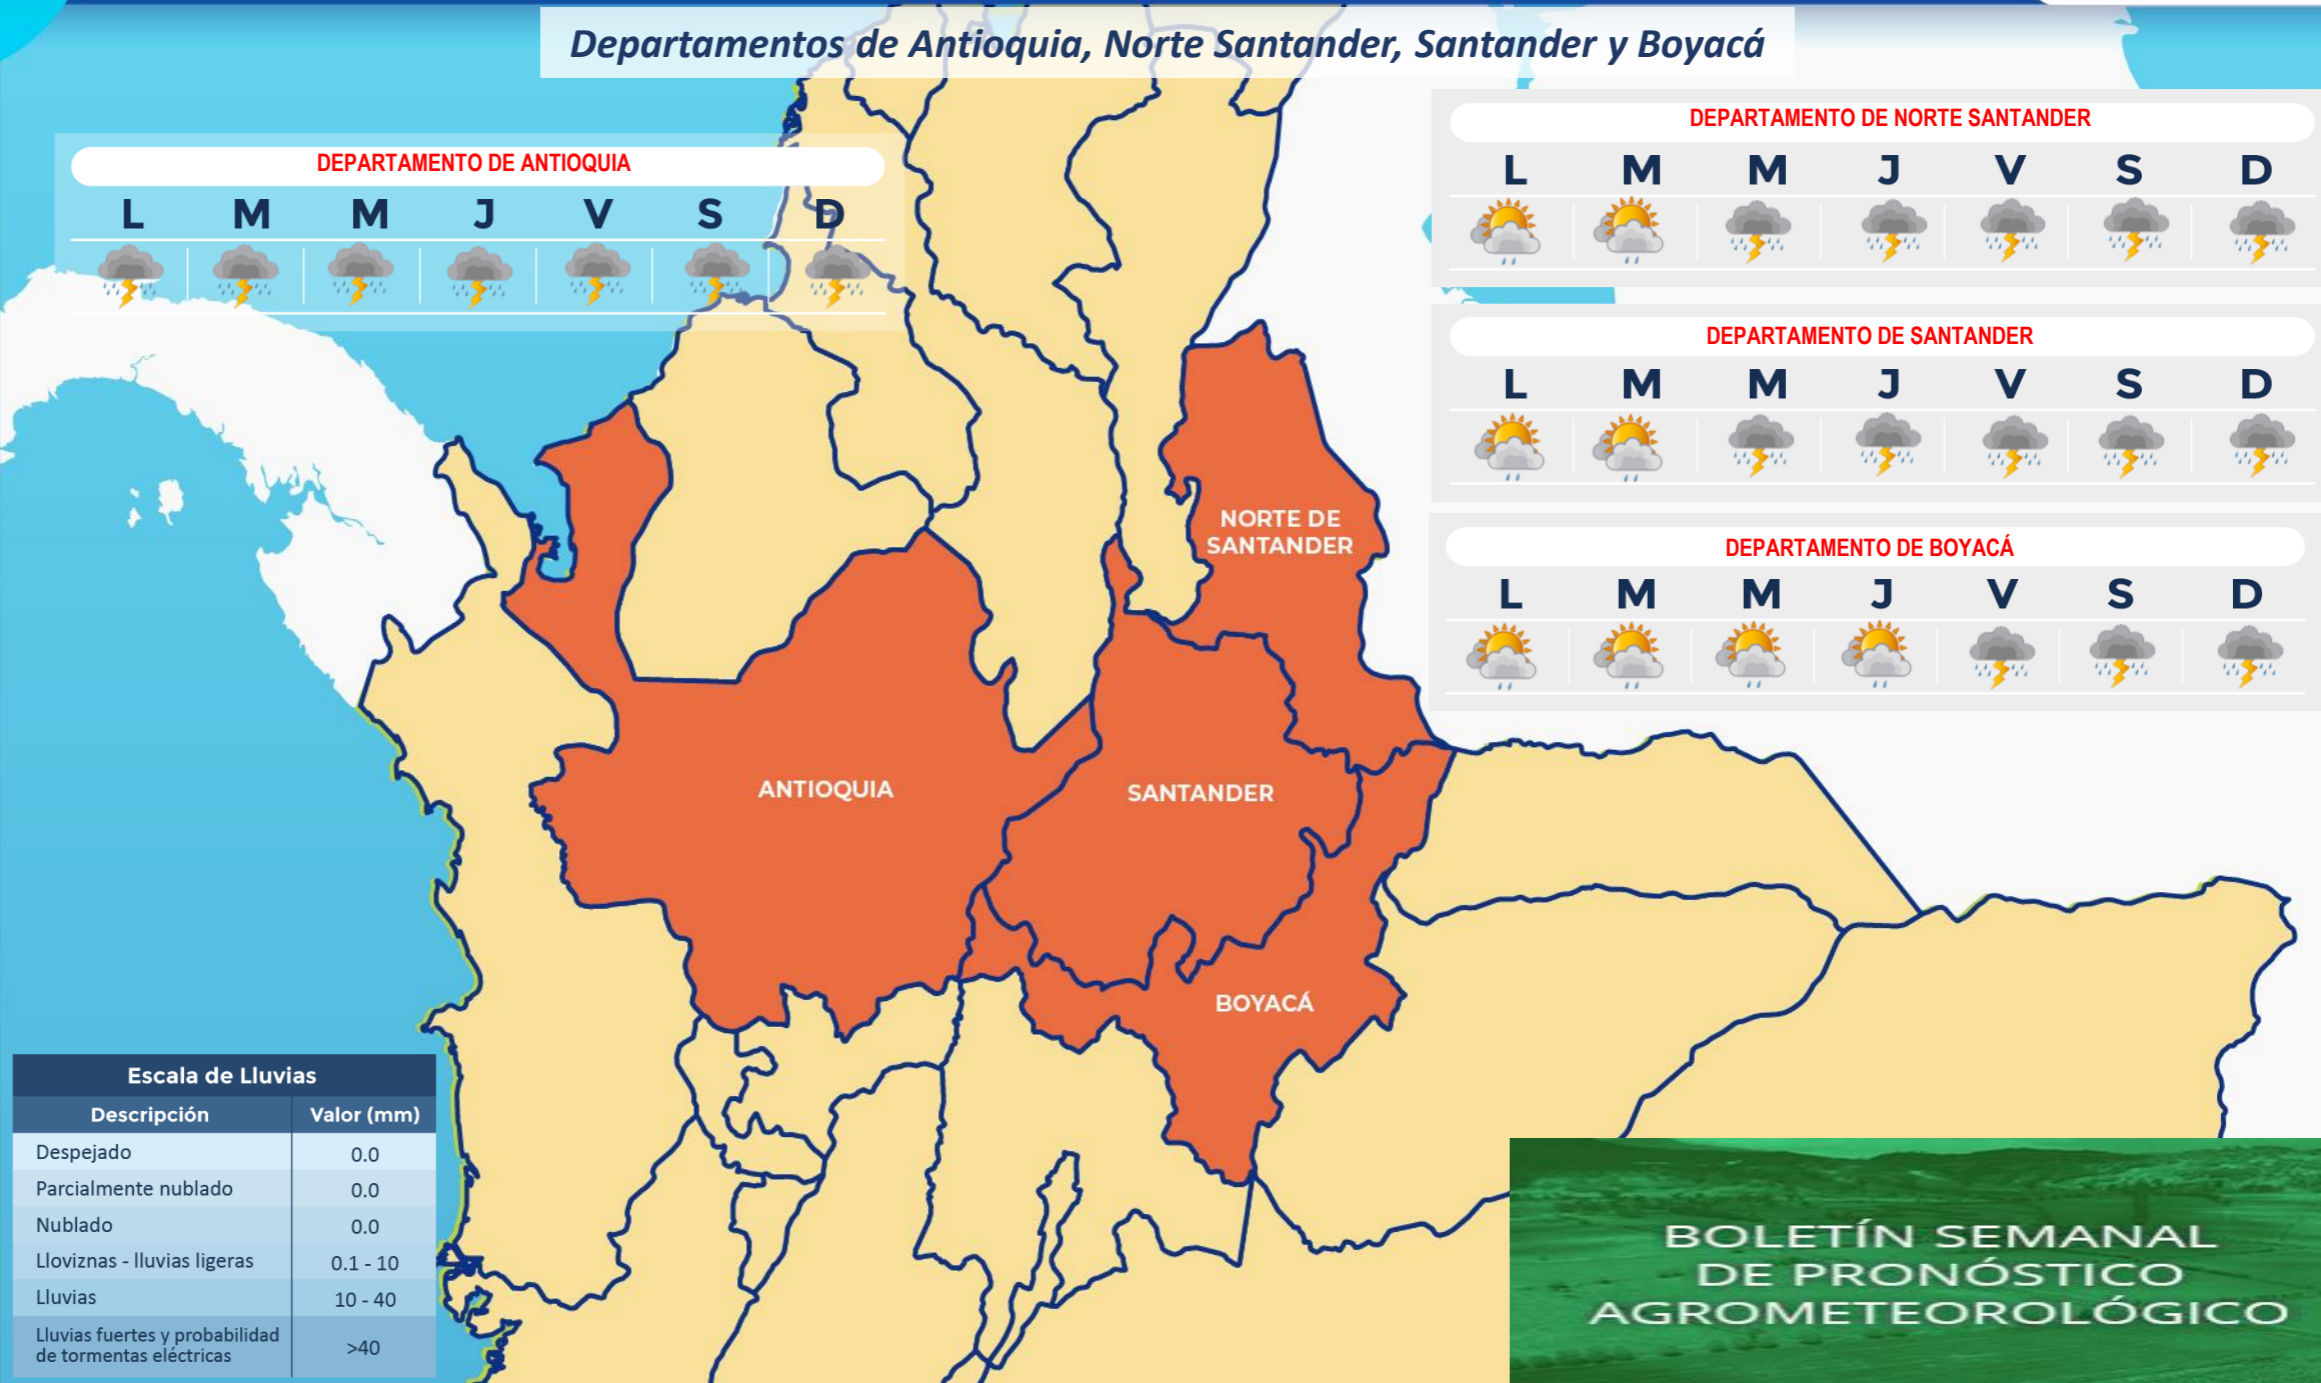 Departamentos de Antioquia, Norte Santander, Santander y Boyacá
DEPARTAMENTO DE ANTIOQUIA
L M M J V S D
DEPARTAMENTO DE NORTE SANTANDER
L M M J V S D
DEPARTAMENTO DE SANTANDER
L M M J V S D
DEPARTAMENTO DE BOYACÁ
L M M J V S D
NORTE DE
SANTANDER
ANTIOQUIA
SANTANDER
BOYACÁ
Escala de Lluvias
Descripción Valor (mm)
Despejado 0.0
Parcialmente nublado 0.0
Nublado 0.0
Lloviznas - lluvias ligeras 0.1 - 10
Lluvias 10 - 40
Lluvias fuertes y probabilidad
de tormentas eléctricas >40
BOLETÍN SEMANAL
DE PRONÓSTICO
AGROMETEOROLÓGICO